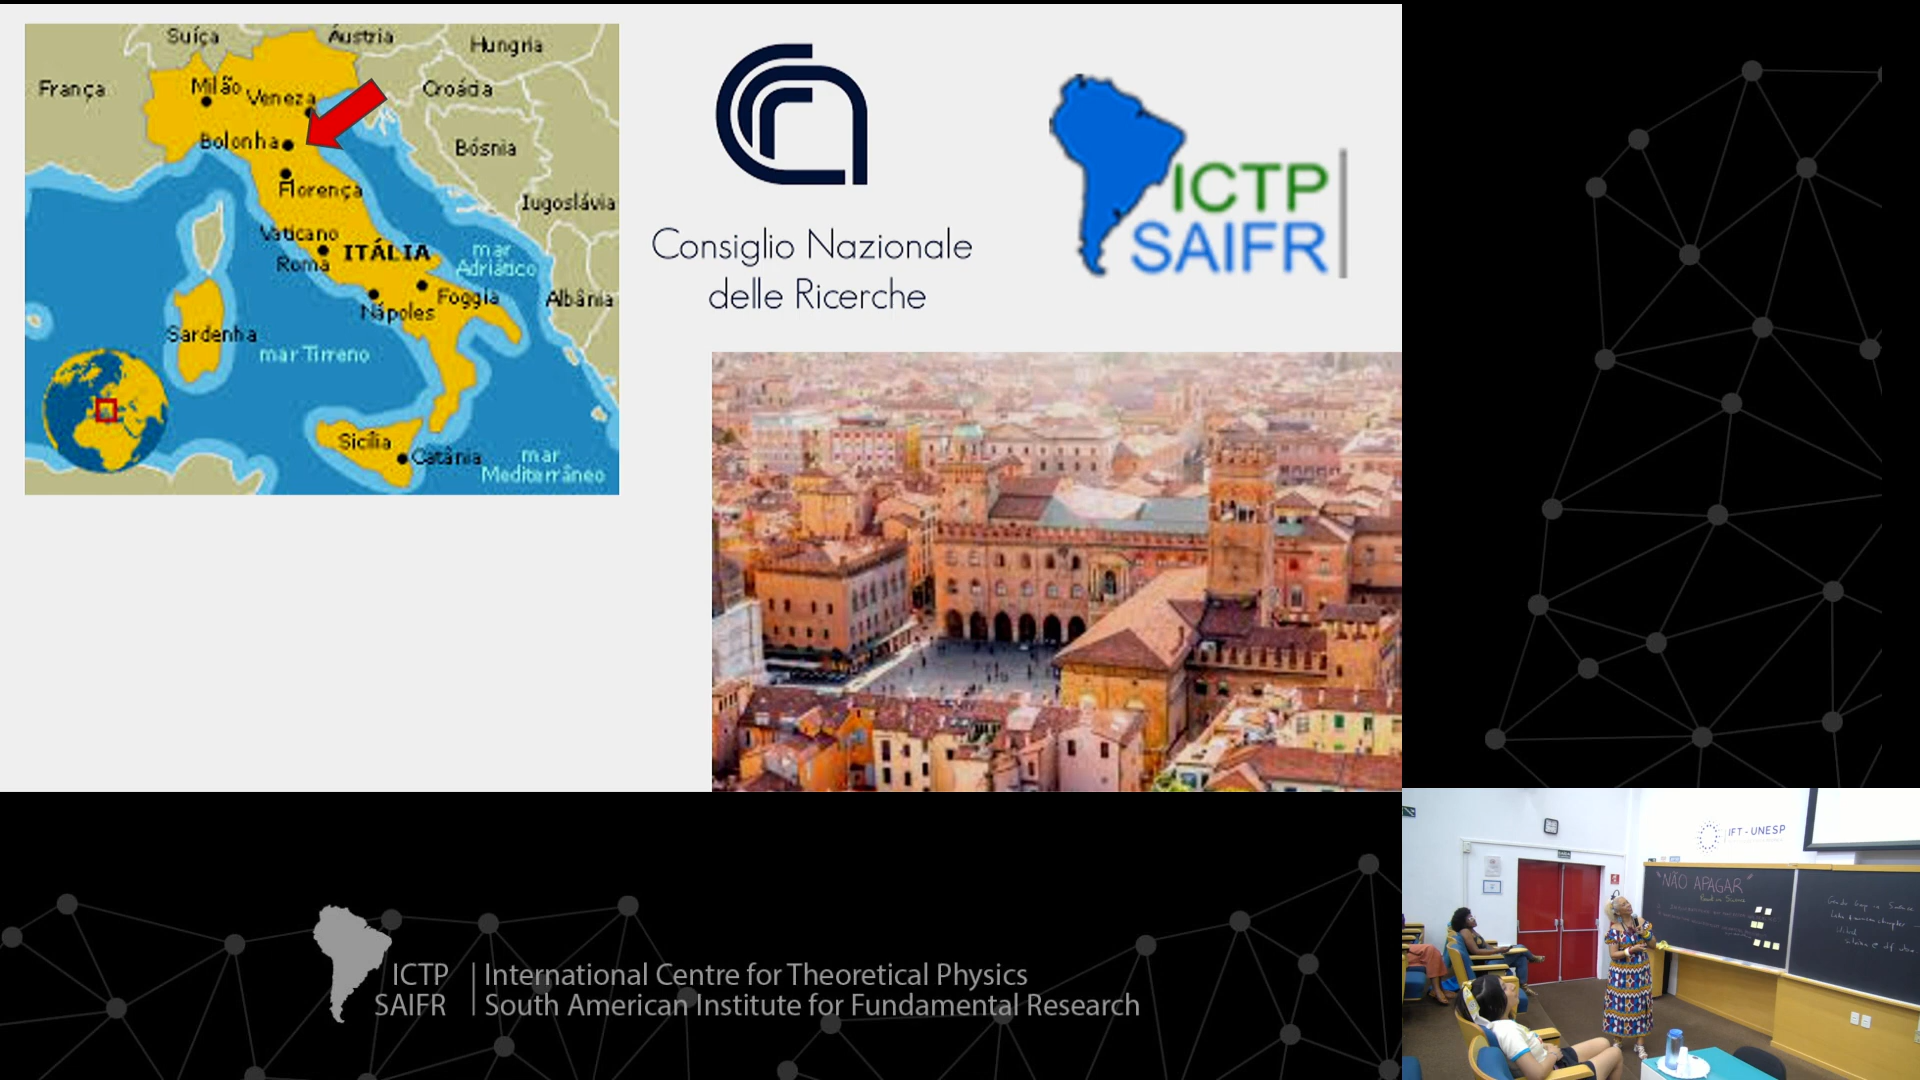 Suíça
Áustria
Hungria
França
Milão
Veneza
Croácia
Bolonha
Bósnia
Florença
Iugoslávia
Vaticano
Roma
ITÁLIA
mar
Adriático
Foggia
Albânia
Nápoles
Sardenha
mar Tirreno
Sicília
Catânia
mar
Mediterrâneo
Consiglio Nazionale
delle Ricerche
ICTP
SAIFR
ICTP
SAIFR
International Centre for Theoretical Physics
South American Institute for Fundamental Research
IFT - UNESP
"NÃO APAGAR"